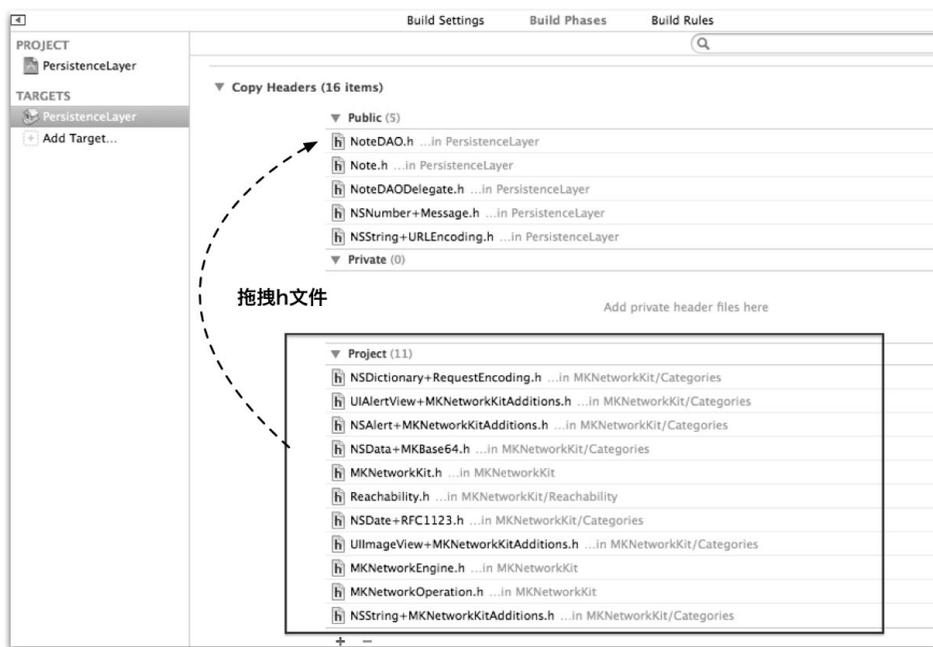 Build Settings Build Phases Build Rules
PROJECT
PersistenceLayer
TARGETS
PersistenceLayer
Add Target...
Copy Headers (16 items)
Public (5)
NoteDAO.h ...in PersistenceLayer
Note.h ...in PersistenceLayer
NoteDAODelegate.h ...in PersistenceLayer
NSNumber+Message.h ...in PersistenceLayer
NSString+URLEncoding.h ...in PersistenceLayer
Private (0)
拖拽h文件
Add private header files here
Project (11)
NSDictionary+RequestEncoding.h ...in MKNetworkKit/Categories
UIAlertView+MKNetworkKitAdditions.h ...in MKNetworkKit/Categories
NSAlert+MKNetworkKitAdditions.h ...in MKNetworkKit/Categories
NSData+MKBase64.h ...in MKNetworkKit/Categories
MKNetworkKit.h ...in MKNetworkKit
Reachability.h ...in MKNetworkKit/Reachability
NSDate+RFC1123.h ...in MKNetworkKit/Categories
UIImageView+MKNetworkKitAdditions.h ...in MKNetworkKit/Categories
MKNetworkEngine.h ...in MKNetworkKit
MKNetworkOperation.h ...in MKNetworkKit
NSString+MKNetworkKitAdditions.h ...in MKNetworkKit/Categories